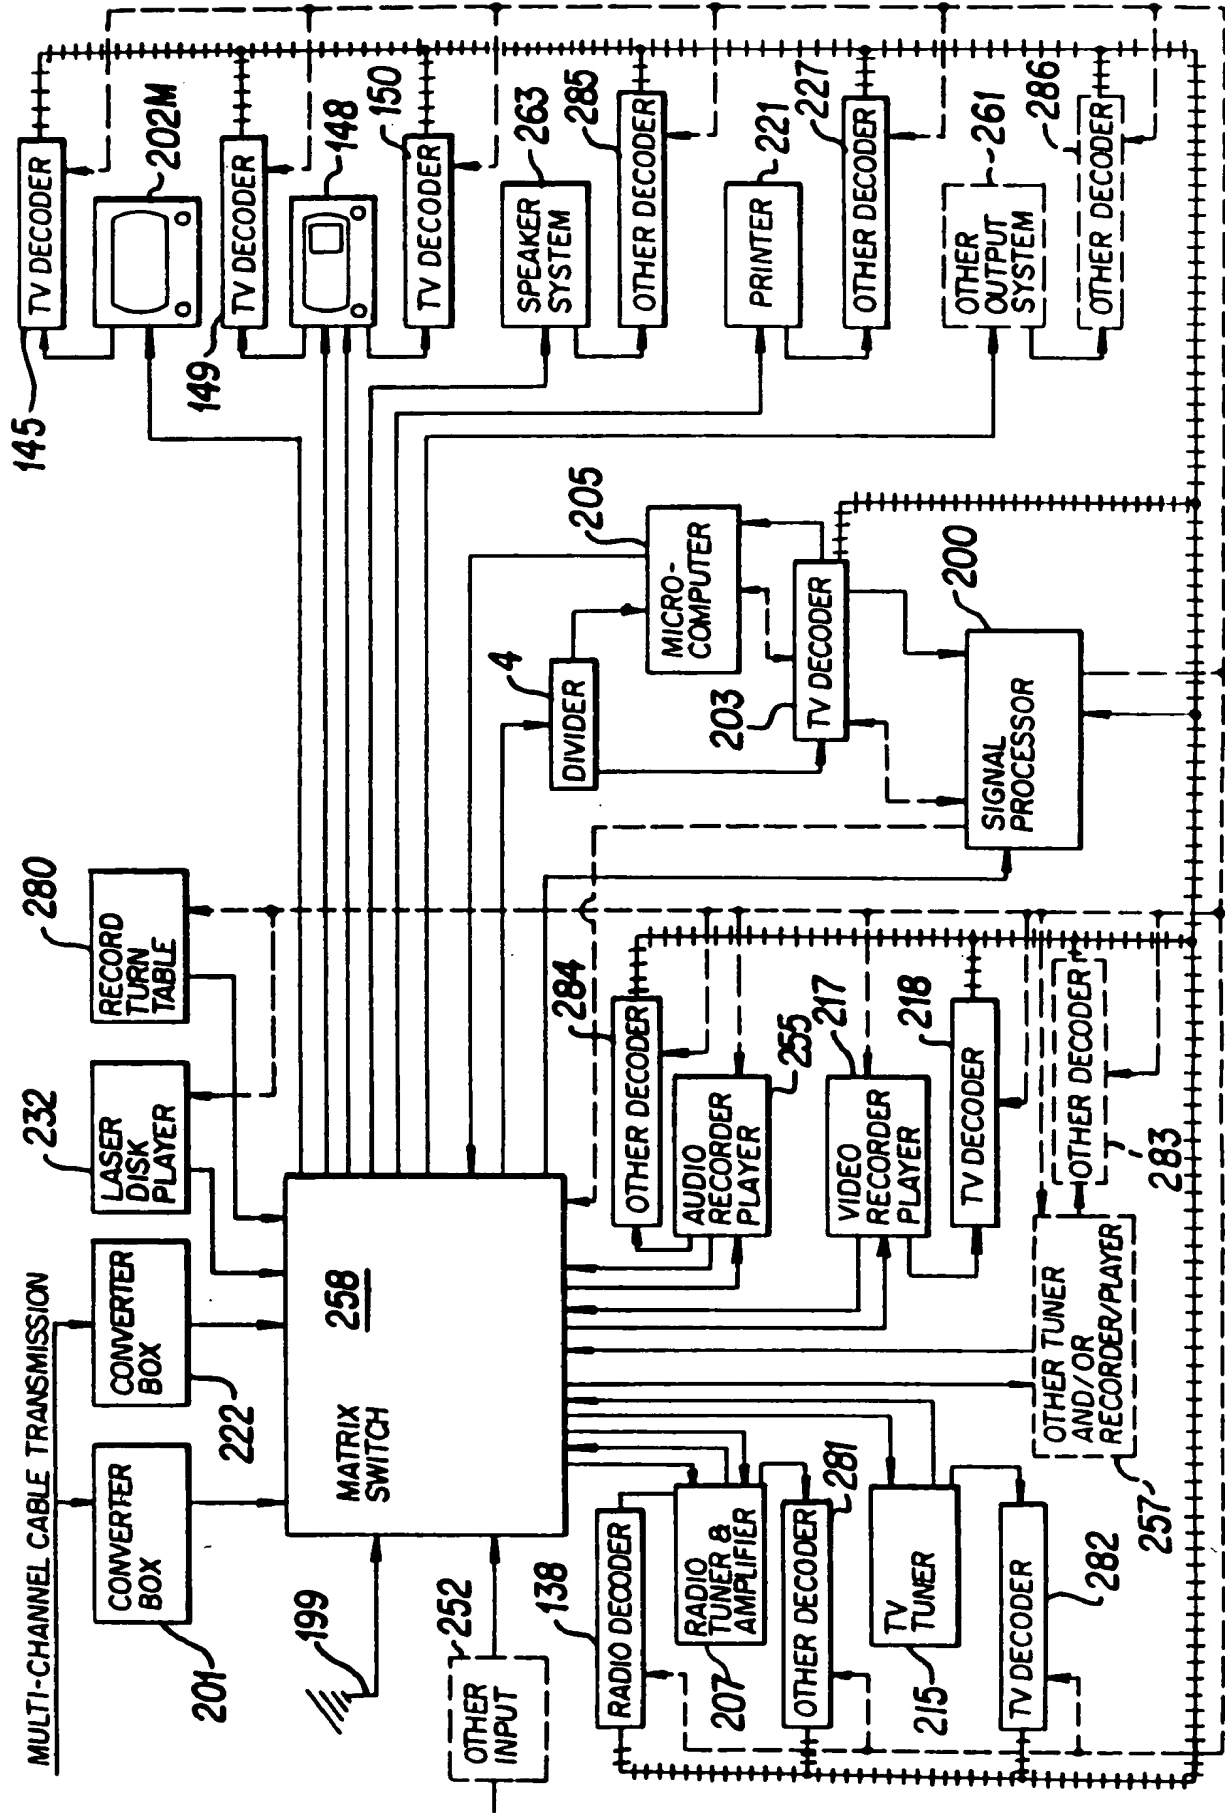 MULTI-CHANNEL CABLE TRANSMISSION
CONVERTER
BOX
201
CONVERTER
BOX
222
232
LASER
DISK
PLAYER
280
RECORD
TURN
TABLE
199
252
OTHER
INPUT
MATRIX
SWITCH
258
138
RADIO DECODER
RADIO
TUNER &
AMPLIFIER
207
OTHER DECODER
281
TV
TUNER
215
TV DECODER
282
OTHER TUNER
AND/OR
RECORDER/PLAYER
257
OTHER DECODER
283
284
OTHER DECODER
AUDIO
RECORDER
PLAYER
255
VIDEO
RECORDER
PLAYER
217
TV DECODER
218
DIVIDER
4
MICRO-
COMPUTER
205
203
TV DECODER
SIGNAL
PROCESSOR
200
145
TV DECODER
202M
149
TV DECODER
148
TV DECODER
150
SPEAKER
SYSTEM
263
OTHER DECODER
285
PRINTER
221
OTHER DECODER
227
OTHER
OUTPUT
SYSTEM
261
OTHER DECODER
286